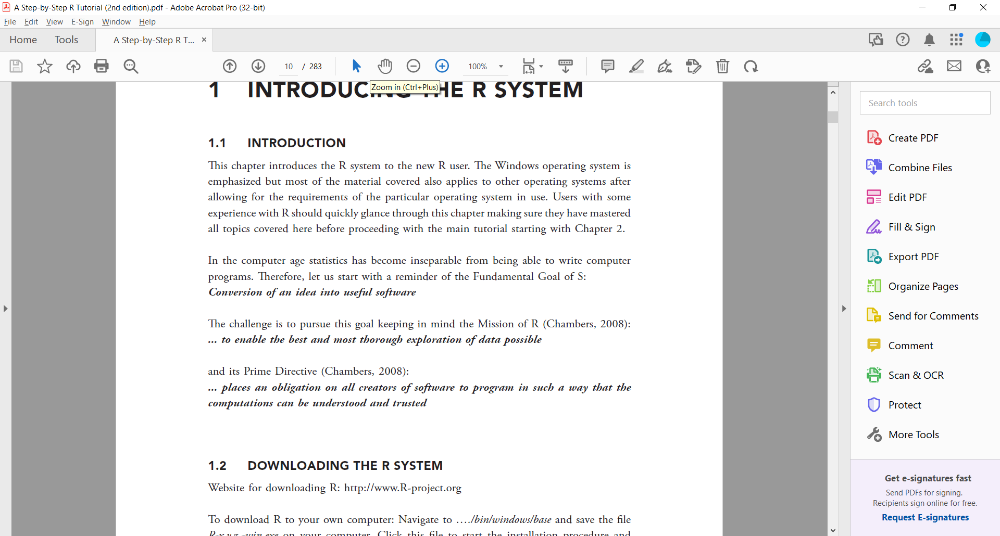 A Step-by-Step R Tutorial (2nd edition).pdf - Adobe Acrobat Pro (32-bit)
File Edit View E-Sign Window Help
Home Tools A Step-by-Step R T... ×
10 / 283 100%
Zoom in (Ctrl+Plus)
1 INTRODUCING THE R SYSTEM
1.1 INTRODUCTION
This chapter introduces the R system to the new R user. The Windows operating system is
emphasized but most of the material covered also applies to other operating systems after
allowing for the requirements of the particular operating system in use. Users with some
experience with R should quickly glance through this chapter making sure they have mastered
all topics covered here before proceeding with the main tutorial starting with Chapter 2.
In the computer age statistics has become inseparable from being able to write computer
programs. Therefore, let us start with a reminder of the Fundamental Goal of S:
Conversion of an idea into useful software
The challenge is to pursue this goal keeping in mind the Mission of R (Chambers, 2008):
... to enable the best and most thorough exploration of data possible
and its Prime Directive (Chambers, 2008):
... places an obligation on all creators of software to program in such a way that the
computations can be understood and trusted
1.2 DOWNLOADING THE R SYSTEM
Website for downloading R: http://www.R-project.org
To download R to your own computer: Navigate to …./bin/windows/base and save the file
R-x.y.z.-win.exe on your computer. Click this file to start the installation procedure and
Search tools
Create PDF
Combine Files
Edit PDF
Fill & Sign
Export PDF
Organize Pages
Send for Comments
Comment
Scan & OCR
Protect
More Tools
Get e-signatures fast
Send PDFs for signing.
Recipients sign online for free.
Request E-signatures